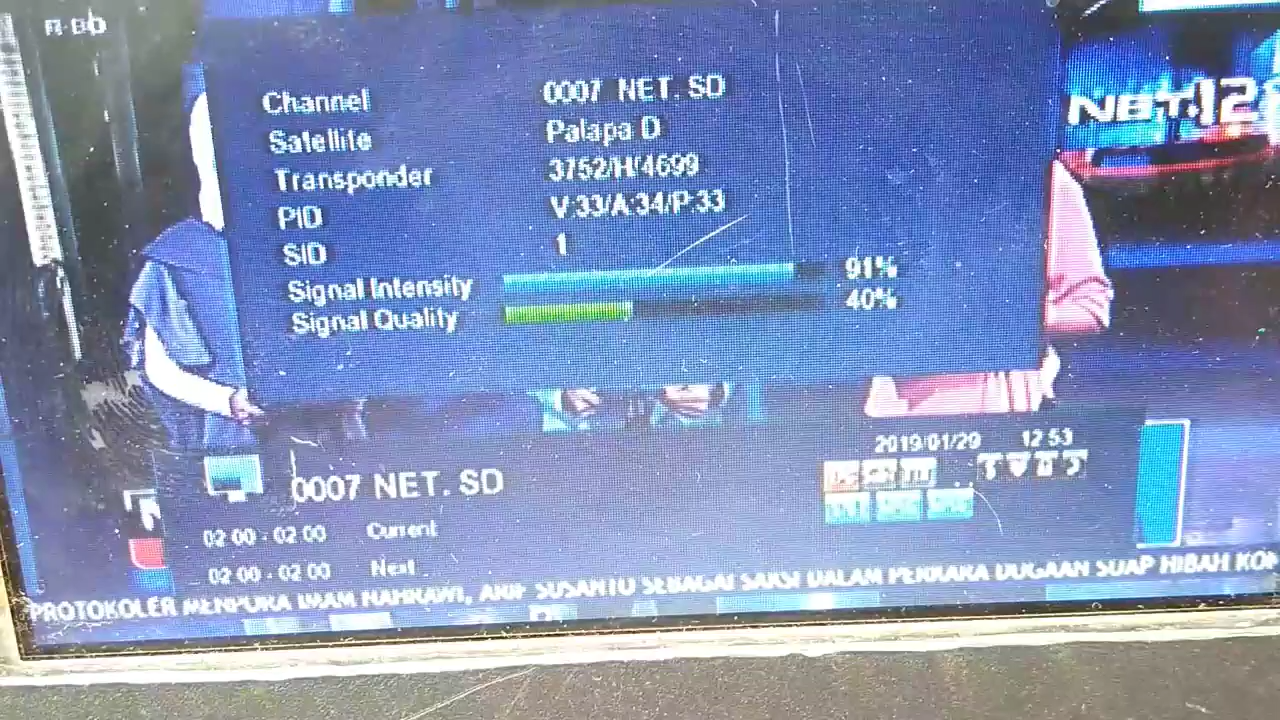 Channel 0007 NET. SD
Satellite Palapa D
Transponder 3752/H/4699
PID V:33/A:34/P:33
SID 1
Signal Intensity 91%
Signal Quality 40%
2019/01/29 12:53
0007 NET. SD
02:00 - 02:00 Current
02:00 - 02:00 Next
PROTOKOLER MENPORA IMAM NAHRAWI, ARIF SUSANTO SEBAGAI SAKSI DALAM PERKARA DUGAAN SUAP HIBAH KON